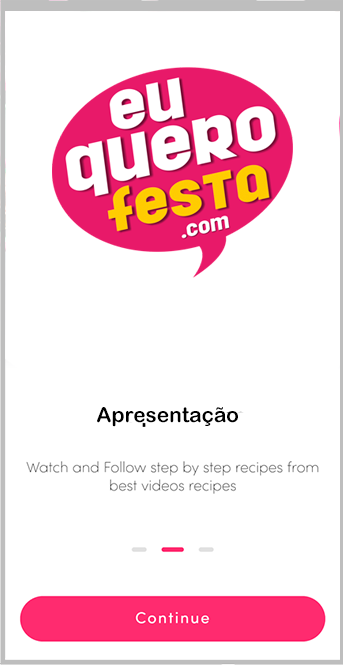 eu
quero
festa
.com
Apresentação
Watch and Follow step by step recipes from
best videos recipes
Continue